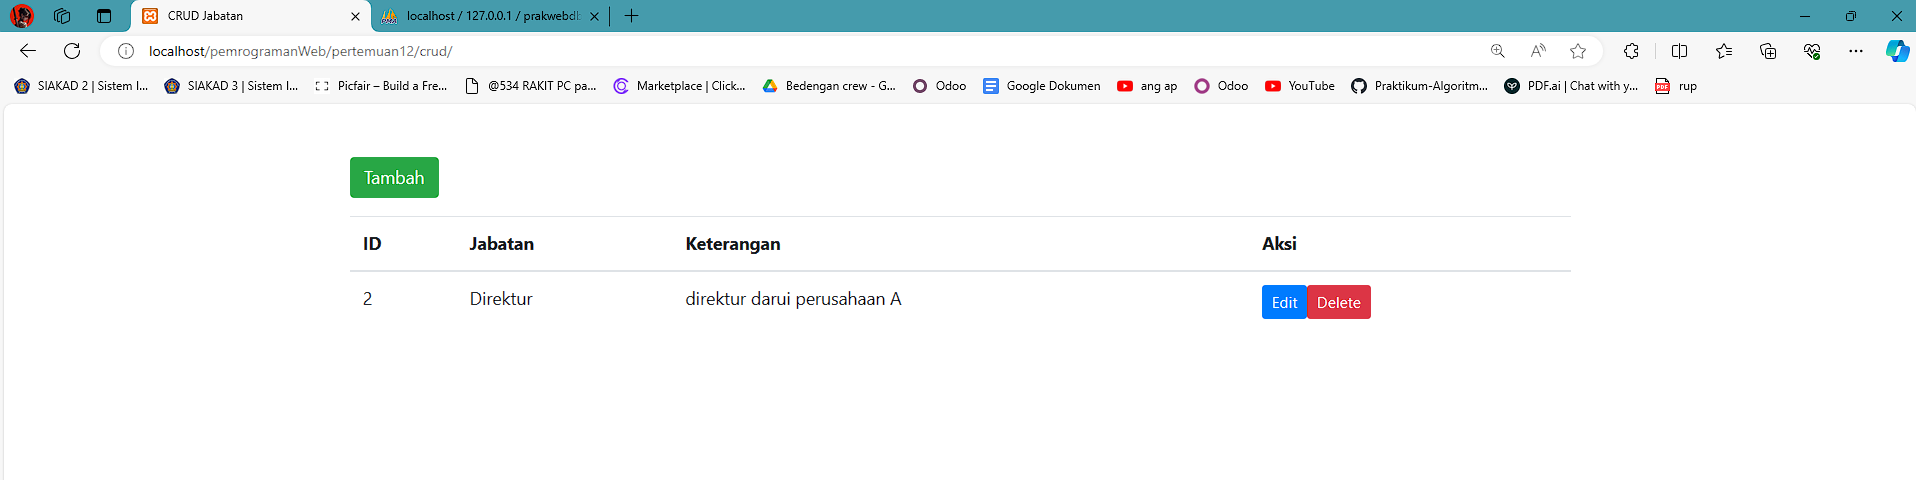 CRUD Jabatan
localhost / 127.0.0.1 / prakwebdb
localhost/pemrogramanWeb/pertemuan12/crud/
SIAKAD 2 | Sistem I... SIAKAD 3 | Sistem I... Picfair – Build a Fre... @534 RAKIT PC pa... Marketplace | Click... Bedengan crew - G... Odoo Google Dokumen ang ap Odoo YouTube Praktikum-Algoritm... PDF.ai | Chat with y... rup
Tambah
ID Jabatan Keterangan Aksi
2 Direktur direktur darui perusahaan A Edit Delete